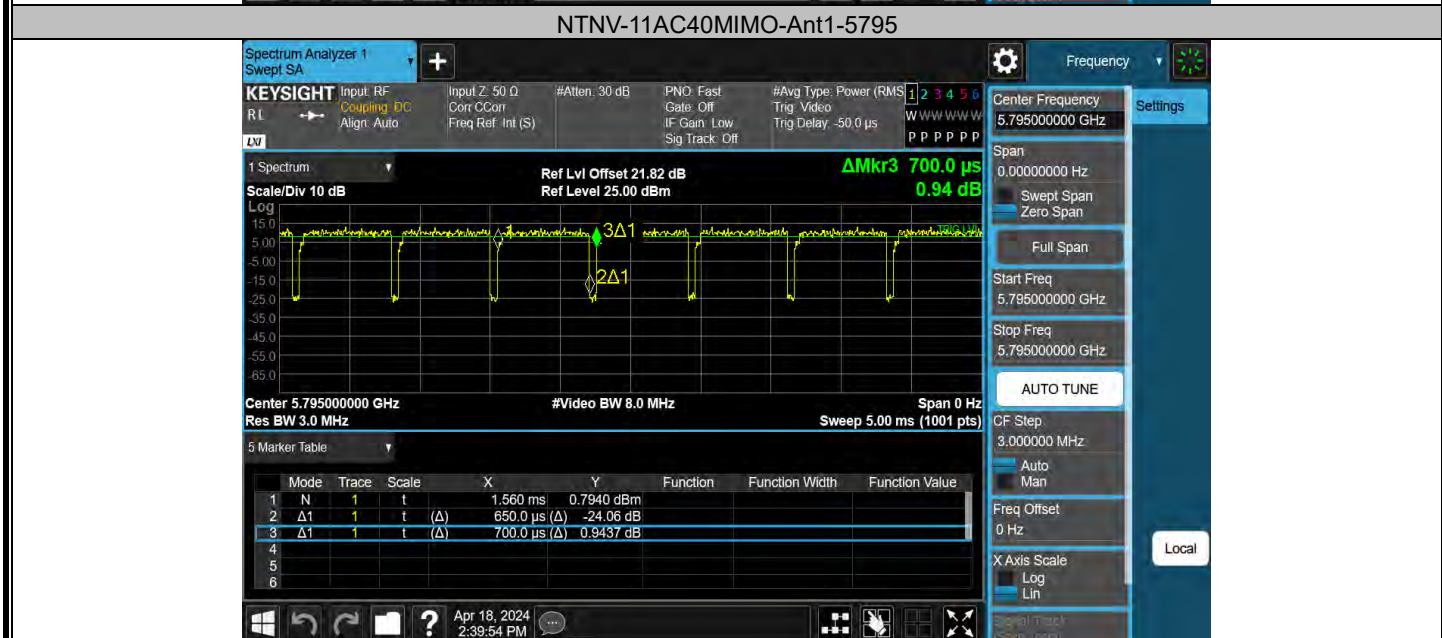 NTNV-11AC40MIMO-Ant1-5795
Spectrum Analyzer 1
Swept SA
+
Frequency
KEYSIGHT
RL
LXI
Input: RF
Coupling: DC
Align: Auto
Input Z: 50 Ω
Corr CCorr
Freq Ref: Int (S)
#Atten: 30 dB
PNO: Fast
Gate: Off
IF Gain: Low
Sig Track: Off
#Avg Type: Power (RMS
Trig: Video
Trig Delay: -50.0 µs
1 2 3 4 5 6
W W W W W W
P P P P P P
Center Frequency
5.795000000 GHz
Settings
Span
0.00000000 Hz
Swept Span
Zero Span
Full Span
Start Freq
5.795000000 GHz
Stop Freq
5.795000000 GHz
AUTO TUNE
CF Step
3.000000 MHz
Auto
Man
Freq Offset
0 Hz
X Axis Scale
Log
Lin
Local
1 Spectrum
Scale/Div 10 dB
Ref Lvl Offset 21.82 dB
Ref Level 25.00 dBm
ΔMkr3 700.0 µs
0.94 dB
Log
15.0
5.00
-5.00
-15.0
-25.0
-35.0
-45.0
-55.0
-65.0
1
3Δ1
2Δ1
Center 5.795000000 GHz
#Video BW 8.0 MHz
Span 0 Hz
Res BW 3.0 MHz
Sweep 5.00 ms (1001 pts)
5 Marker Table
Mode Trace Scale X Y Function Function Width Function Value
1 N 1 t 1.560 ms 0.7940 dBm
2 Δ1 1 t (Δ) 650.0 µs (Δ) -24.06 dB
3 Δ1 1 t (Δ) 700.0 µs (Δ) 0.9437 dB
4
5
6
?
Apr 18, 2024
2:39:54 PM